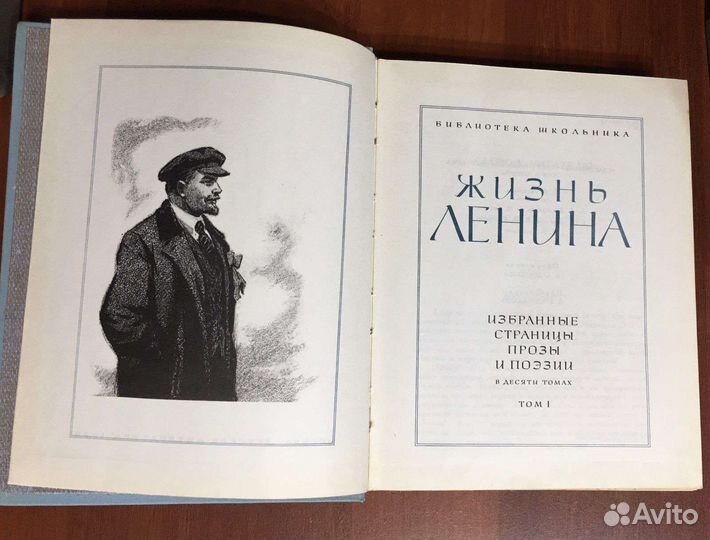 БИБЛИОТЕКА ШКОЛЬНИКА
ЖИЗНЬ
ЛЕНИНА
ИЗБРАННЫЕ
СТРАНИЦЫ
ПРОЗЫ
И ПОЭЗИИ
В ДЕСЯТИ ТОМАХ
ТОМ I
Avito